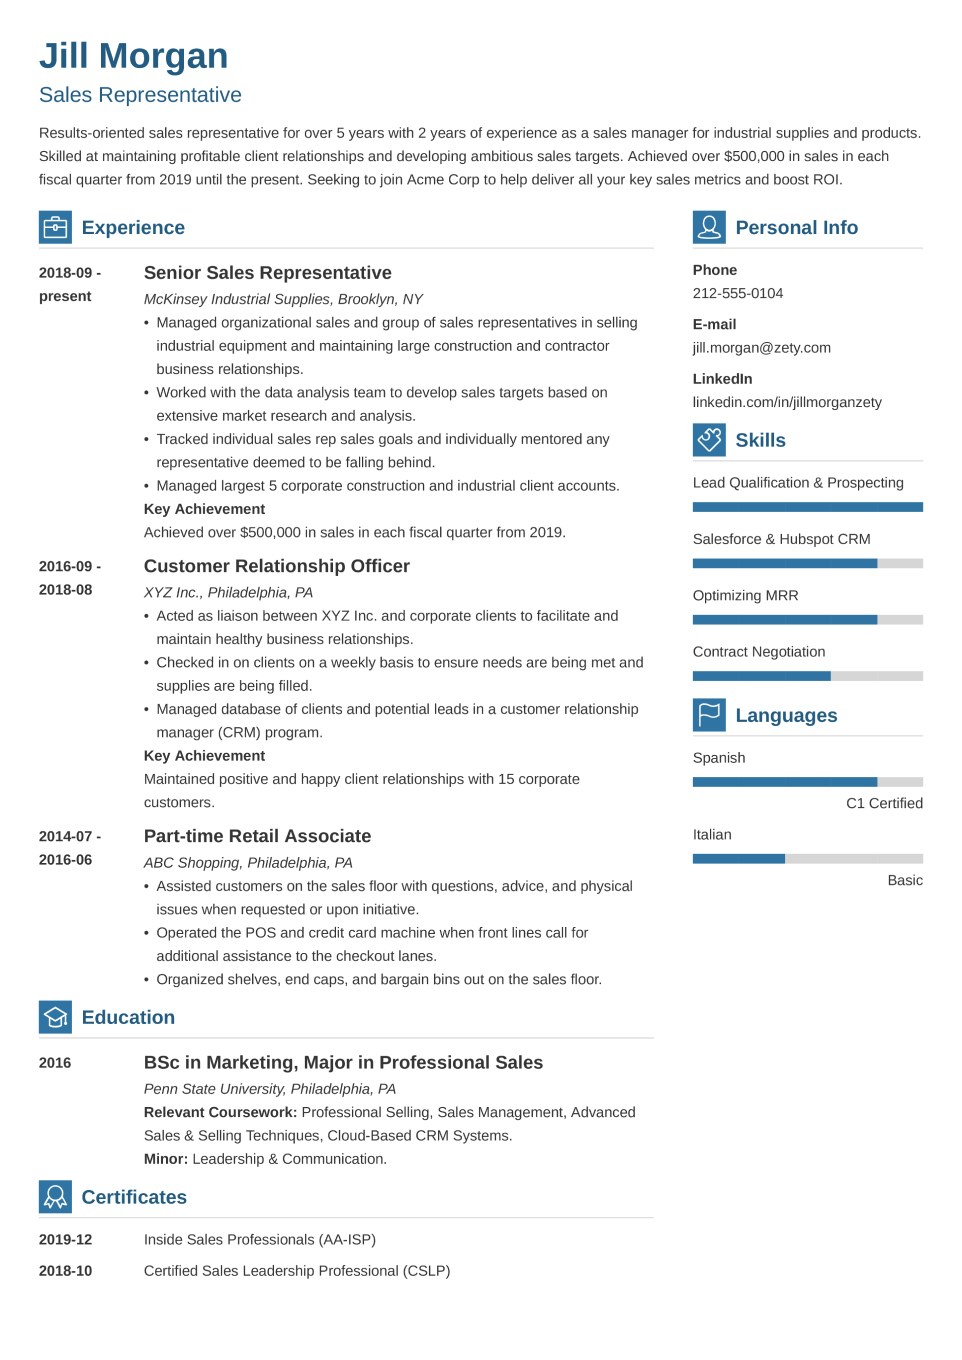 Jill Morgan
Sales Representative
Results-oriented sales representative for over 5 years with 2 years of experience as a sales manager for industrial supplies and products.
Skilled at maintaining profitable client relationships and developing ambitious sales targets. Achieved over $500,000 in sales in each
fiscal quarter from 2019 until the present. Seeking to join Acme Corp to help deliver all your key sales metrics and boost ROI.
Experience
2018-09 -
present
Senior Sales Representative
McKinsey Industrial Supplies, Brooklyn, NY
• Managed organizational sales and group of sales representatives in selling
industrial equipment and maintaining large construction and contractor
business relationships.
• Worked with the data analysis team to develop sales targets based on
extensive market research and analysis.
• Tracked individual sales rep sales goals and individually mentored any
representative deemed to be falling behind.
• Managed largest 5 corporate construction and industrial client accounts.
Key Achievement
Achieved over $500,000 in sales in each fiscal quarter from 2019.
2016-09 -
2018-08
Customer Relationship Officer
XYZ Inc., Philadelphia, PA
• Acted as liaison between XYZ Inc. and corporate clients to facilitate and
maintain healthy business relationships.
• Checked in on clients on a weekly basis to ensure needs are being met and
supplies are being filled.
• Managed database of clients and potential leads in a customer relationship
manager (CRM) program.
Key Achievement
Maintained positive and happy client relationships with 15 corporate
customers.
2014-07 -
2016-06
Part-time Retail Associate
ABC Shopping, Philadelphia, PA
• Assisted customers on the sales floor with questions, advice, and physical
issues when requested or upon initiative.
• Operated the POS and credit card machine when front lines call for
additional assistance to the checkout lanes.
• Organized shelves, end caps, and bargain bins out on the sales floor.
Education
2016
BSc in Marketing, Major in Professional Sales
Penn State University, Philadelphia, PA
Relevant Coursework: Professional Selling, Sales Management, Advanced
Sales & Selling Techniques, Cloud-Based CRM Systems.
Minor: Leadership & Communication.
Certificates
2019-12 Inside Sales Professionals (AA-ISP)
2018-10 Certified Sales Leadership Professional (CSLP)
Personal Info
Phone
212-555-0104
E-mail
jill.morgan@zety.com
LinkedIn
linkedin.com/in/jillmorganzety
Skills
Lead Qualification & Prospecting
Salesforce & Hubspot CRM
Optimizing MRR
Contract Negotiation
Languages
Spanish
C1 Certified
Italian
Basic